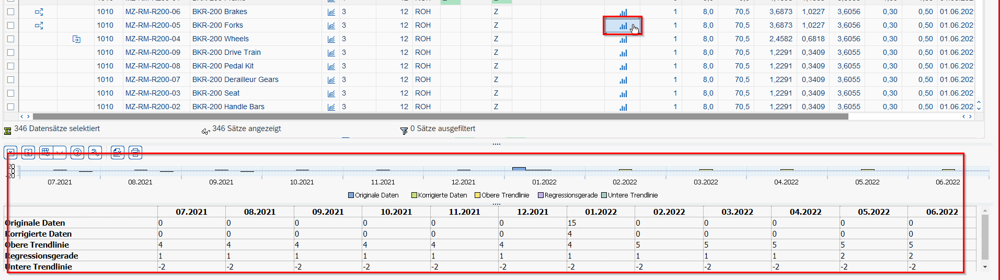 1010 MZ-RM-R200-06 BKR-200 Brakes 3 12 ROH Z 1 8,0 70,5 3,6873 1,0227 3,6056 0,30 0,50 01.06.202
1010 MZ-RM-R200-05 BKR-200 Forks 3 12 ROH Z 1 8,0 70,5 3,6873 1,0227 3,6056 0,30 0,50 01.06.202
1010 MZ-RM-R200-04 BKR-200 Wheels 3 12 ROH Z 1 8,0 70,5 2,4582 0,6818 3,6056 0,30 0,50 01.06.202
1010 MZ-RM-R200-09 BKR-200 Drive Train 3 12 ROH Z 1 8,0 70,5 1,2291 0,3409 3,6055 0,30 0,50 01.06.202
1010 MZ-RM-R200-08 BKR-200 Pedal Kit 3 12 ROH Z 1 8,0 70,5 1,2291 0,3409 3,6055 0,30 0,50 01.06.202
1010 MZ-RM-R200-07 BKR-200 Derailleur Gears 3 12 ROH Z 1 8,0 70,5 1,2291 0,3409 3,6055 0,30 0,50 01.06.202
1010 MZ-RM-R200-03 BKR-200 Seat 3 12 ROH Z 1 8,0 70,5 1,2291 0,3409 3,6055 0,30 0,50 01.06.202
1010 MZ-RM-R200-02 BKR-200 Handle Bars 3 12 ROH Z 1 8,0 70,5 1,2291 0,3409 3,6055 0,30 0,50 01.06.202
346 Datensätze selektiert 346 Sätze angezeigt 0 Sätze ausgefiltert
20
0
-20
07.2021 08.2021 09.2021 10.2021 11.2021 12.2021 01.2022 02.2022 03.2022 04.2022 05.2022 06.2022
Originale Daten Korrigierte Daten Obere Trendlinie Regressionsgerade Untere Trendlinie
07.2021 08.2021 09.2021 10.2021 11.2021 12.2021 01.2022 02.2022 03.2022 04.2022 05.2022 06.2022
Originale Daten 0 0 0 0 0 0 15 0 0 0 0 0
Korrigierte Daten 0 0 0 0 0 0 4 0 0 0 0 0
Obere Trendlinie 4 4 4 4 4 4 4 5 5 5 5 5
Regressionsgerade 1 1 1 1 1 1 1 1 1 1 2 2
Untere Trendlinie -2 -2 -2 -2 -2 -2 -2 -2 -2 -2 -2 -2